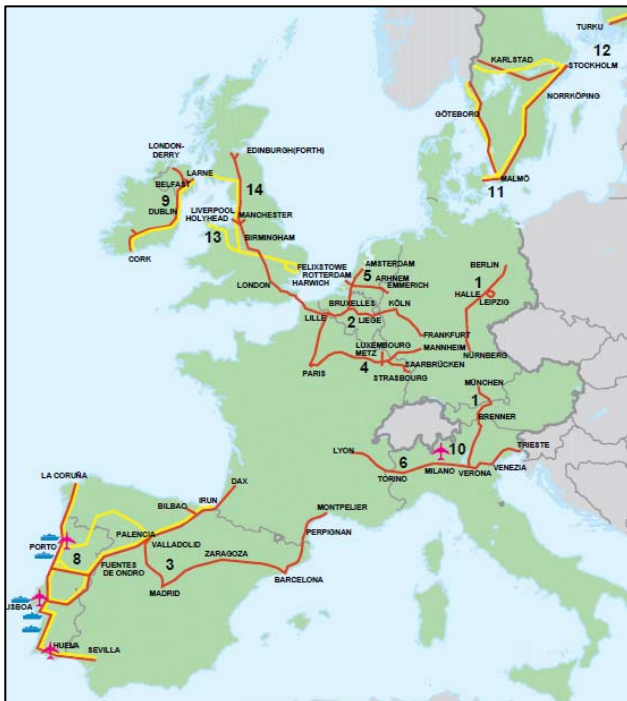 TURKU
12
KARLSTAD
STOCKHOLM
NORRKÖPING
GÖTEBORG
MALMÖ
11
LONDON-
DERRY
EDINBURGH(FORTH)
LARNE
BELFAST
9
14
DUBLIN
LIVERPOOL
HOLYHEAD
MANCHESTER
13
BIRMINGHAM
CORK
FELIXSTOWE
ROTTERDAM
HARWICH
AMSTERDAM
5
ARHNEM
EMMERICH
BERLIN
1
HALLE
LEIPZIG
LONDON
BRUXELLES
KÖLN
LILLE
2
LIEGE
FRANKFURT
LUXEMBOURG
MANNHEIM
METZ
SAARBRÜCKEN
PARIS
4
STRASBOURG
NÜRNBERG
MÜNCHEN
1
BRENNER
LYON
10
TRIESTE
6
TORINO
MILANO
VERONA
VENEZIA
LA CORUÑA
DAX
BILBAO
IRUN
MONTPELIER
PALENCIA
PERPIGNAN
PORTO
VALLADOLID
8
ZARAGOZA
FUENTES
DE ONDRO
3
MADRID
BARCELONA
LISBOA
HUELVA
SEVILLA